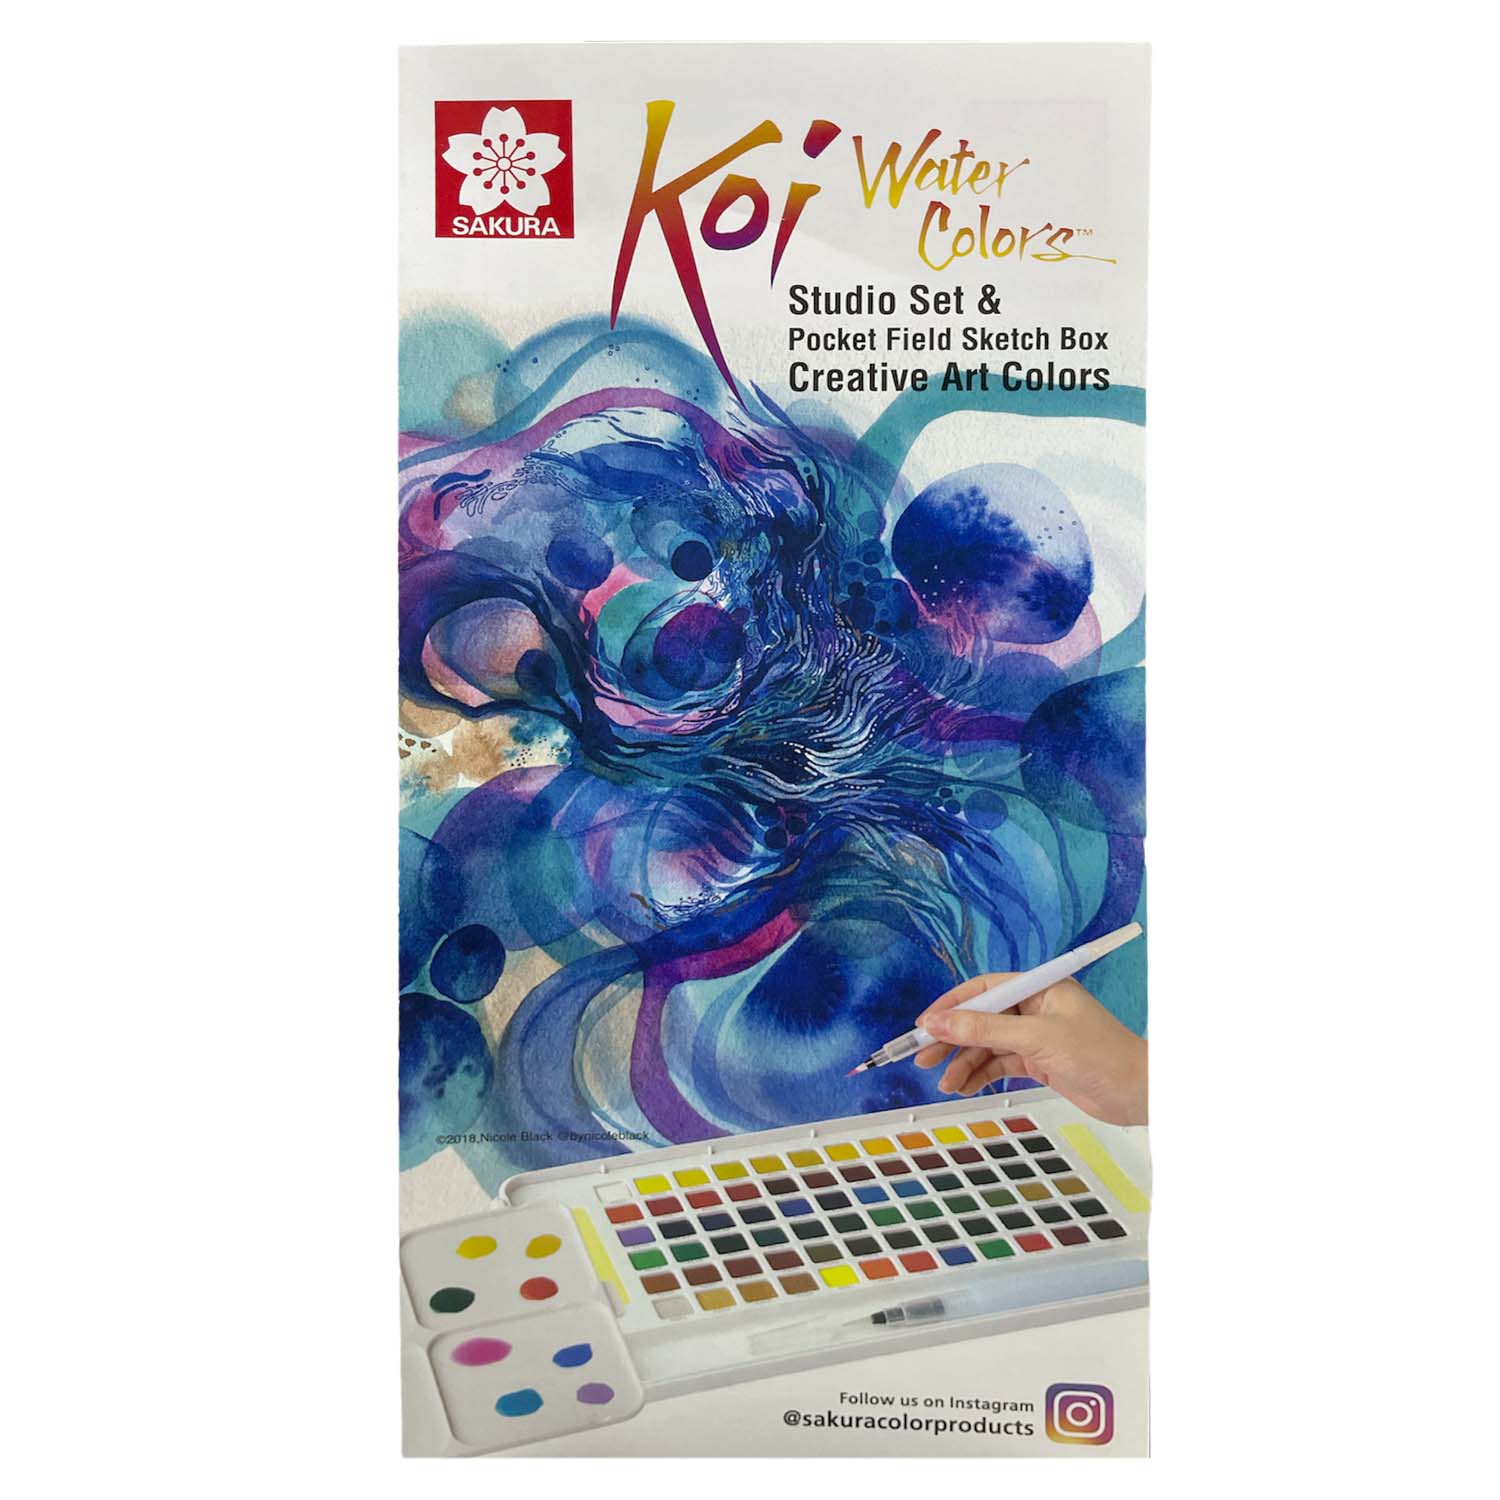 SAKURA
Koi Water
Colors™
Studio Set &
Pocket Field Sketch Box
Creative Art Colors
©2018,Nicole Black @bynicoleblack
Follow us on Instagram
@sakuracolorproducts